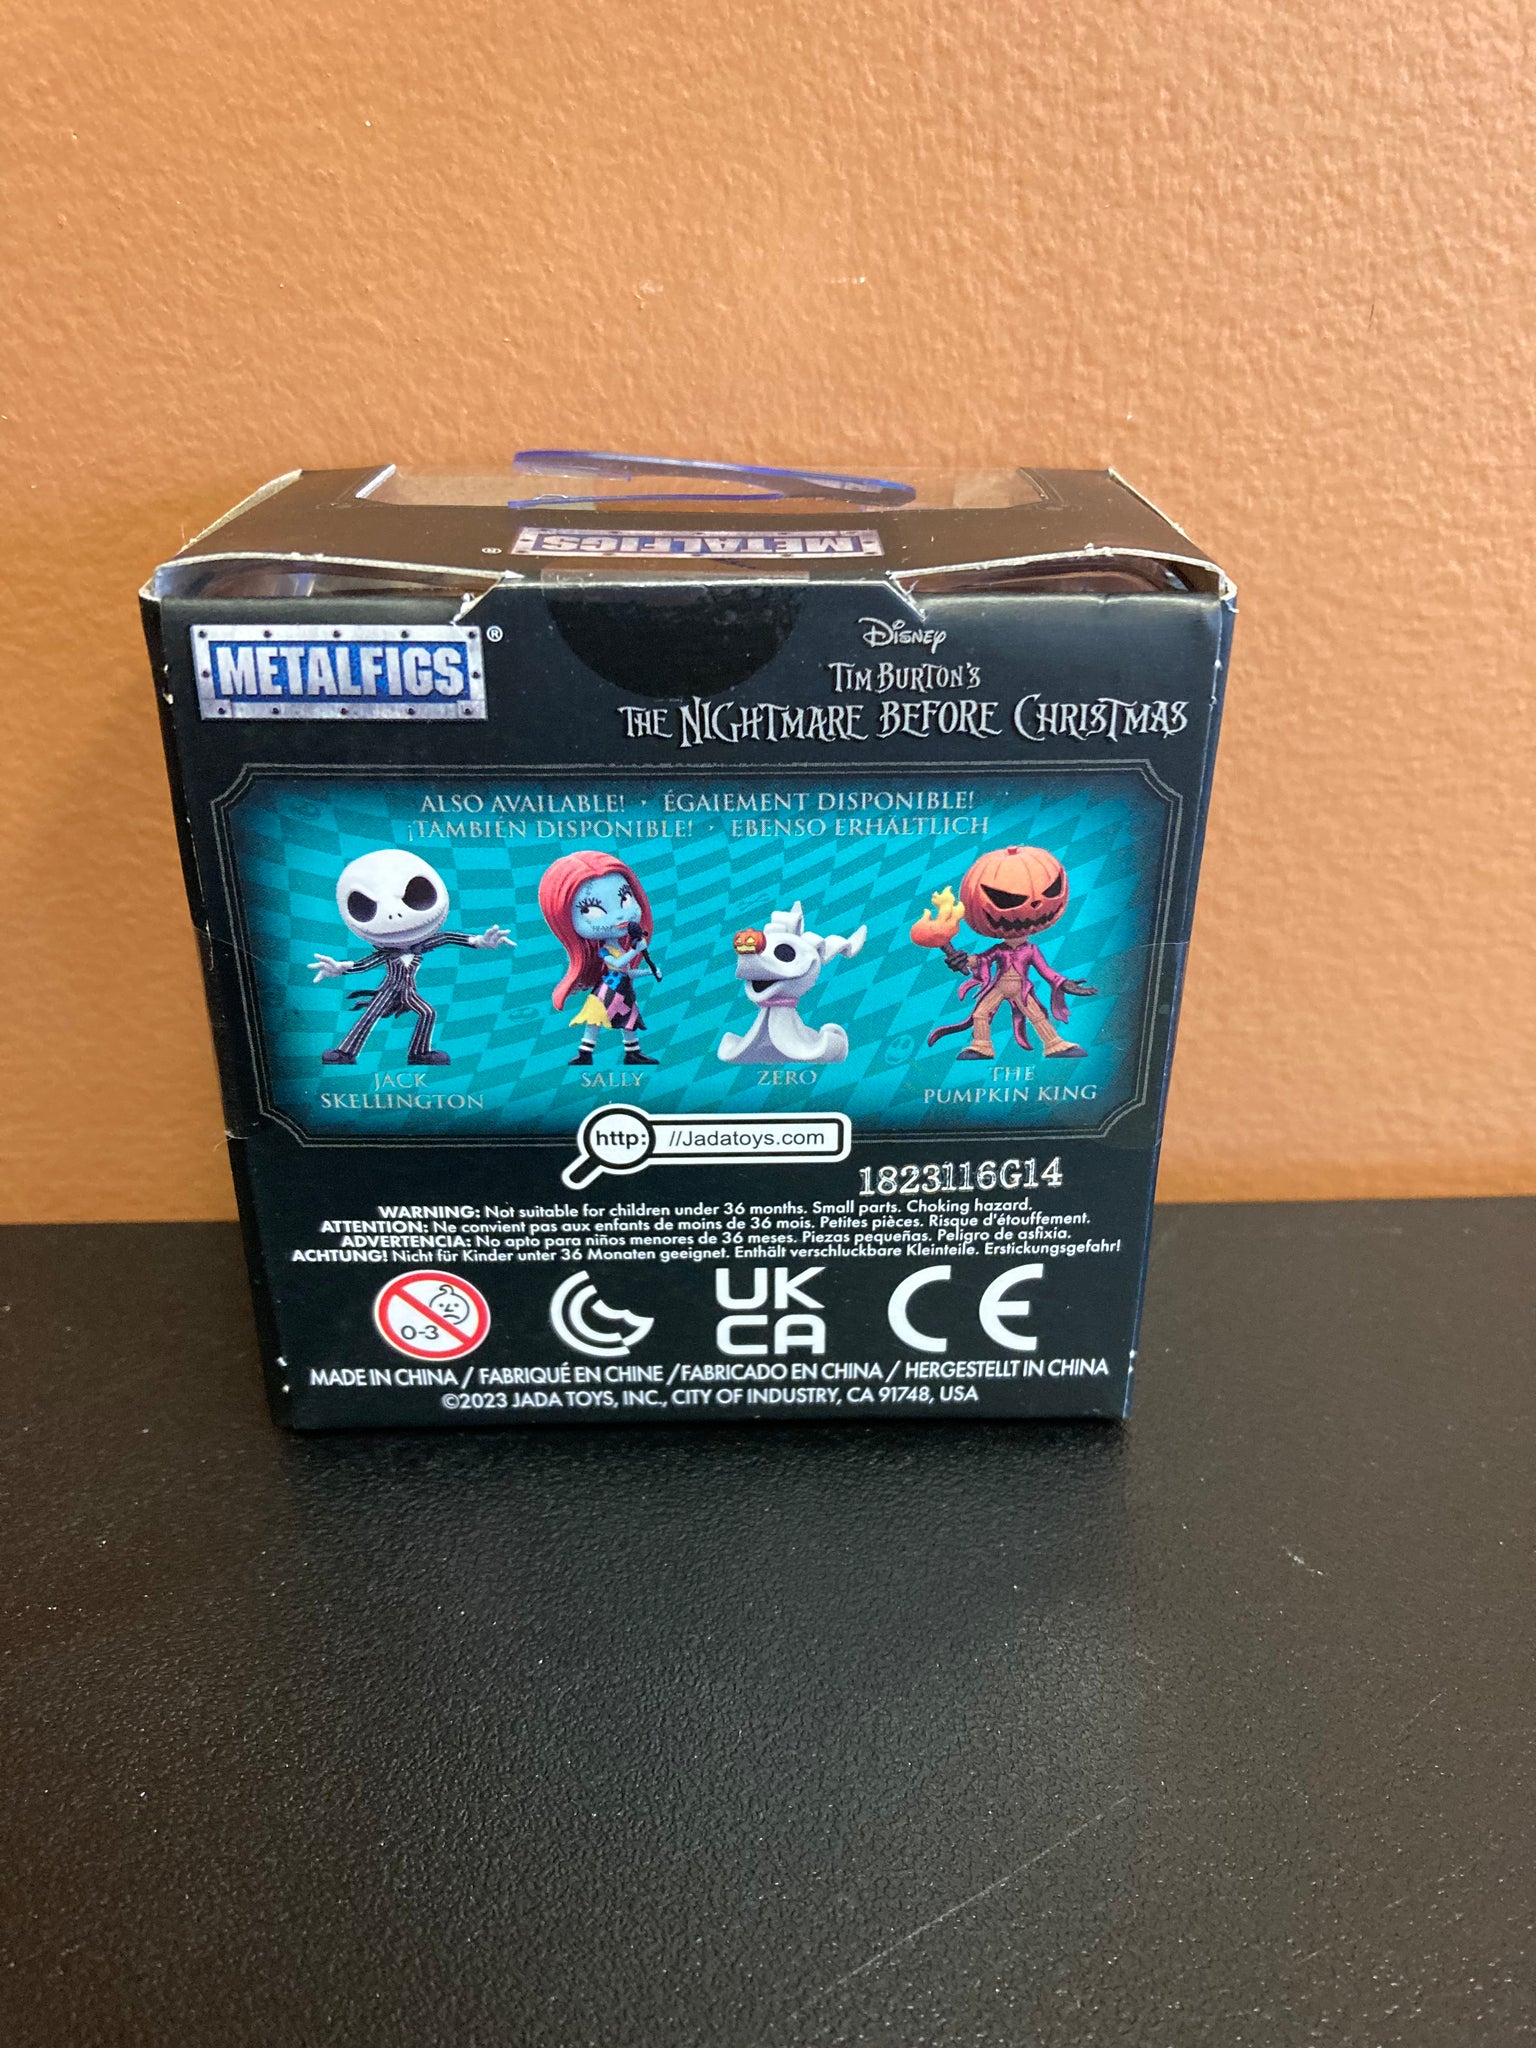 METALFIGS
®
METALFIGS®
DISNEY
TIM BURTON'S
THE NIGHTMARE BEFORE CHRISTMAS
ALSO AVAILABLE! · ÉGAIEMENT DISPONIBLE!
¡TAMBIÉN DISPONIBLE! · EBENSO ERHÄLTLICH
JACK
SKELLINGTON
SALLY
ZERO
THE
PUMPKIN KING
http: //Jadatoys.com
1823116G14
WARNING: Not suitable for children under 36 months. Small parts. Choking hazard.
ATTENTION: Ne convient pas aux enfants de moins de 36 mois. Petites pièces. Risque d'étouffement.
ADVERTENCIA: No apto para niños menores de 36 meses. Piezas pequeñas. Peligro de asfixia.
ACHTUNG! Nicht für Kinder unter 36 Monaten geeignet. Enthält verschluckbare Kleinteile. Erstickungsgefahr!
0-3
UK
CA
CE
MADE IN CHINA / FABRIQUÉ EN CHINE / FABRICADO EN CHINA / HERGESTELLT IN CHINA
©2023 JADA TOYS, INC., CITY OF INDUSTRY, CA 91748, USA